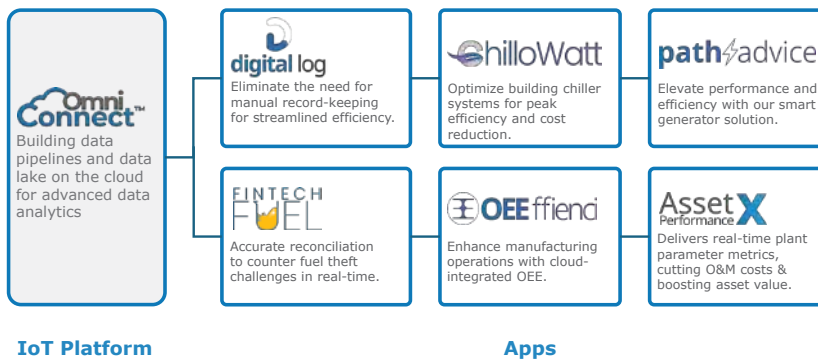 Omni
Connect™
Building data
pipelines and data
lake on the cloud
for advanced data
analytics
digital log
Eliminate the need for
manual record-keeping
for streamlined efficiency.
ChilloWatt
Optimize building chiller
systems for peak
efficiency and cost
reduction.
path advice
Elevate performance and
efficiency with our smart
generator solution.
FINTECH
FUEL
Accurate reconciliation
to counter fuel theft
challenges in real-time.
OEEffienci
Enhance manufacturing
operations with cloud-
integrated OEE.
Asset X
Performance
Delivers real-time plant
parameter metrics,
cutting O&M costs &
boosting asset value.
IoT Platform
Apps